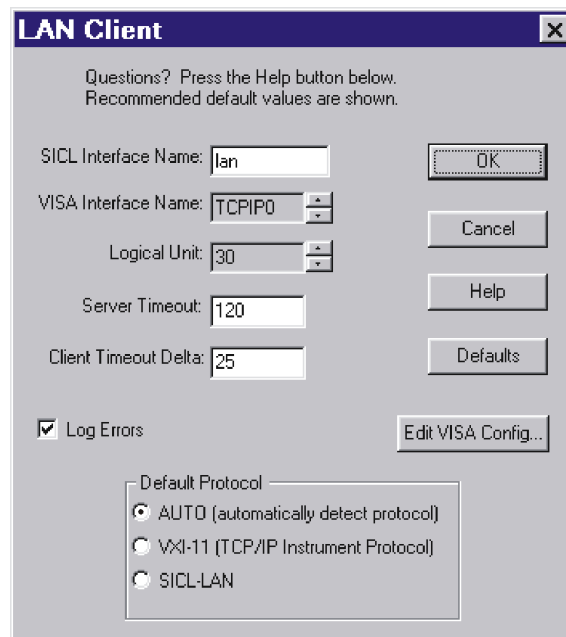 LAN Client
Questions? Press the Help button below.
Recommended default values are shown.
SICL Interface Name: lan
OK
VISA Interface Name: TCPIP0
Cancel
Logical Unit: 30
Help
Server Timeout: 120
Client Timeout Delta: 25
Defaults
Log Errors
Edit VISA Config...
Default Protocol
AUTO (automatically detect protocol)
VXI-11 (TCP/IP Instrument Protocol)
SICL-LAN